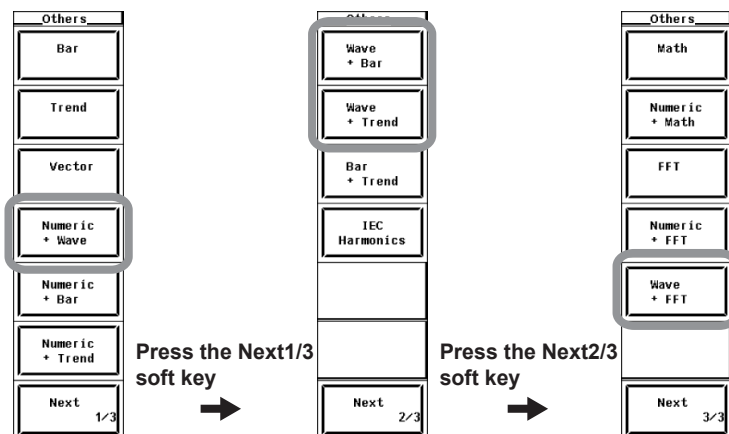 Others
Bar
Trend
Vector
Numeric
+ Wave
Numeric
+ Bar
Numeric
+ Trend
Next
1/3
Press the Next1/3
soft key
Others
Wave
+ Bar
Wave
+ Trend
Bar
+ Trend
IEC
Harmonics
Next
2/3
Press the Next2/3
soft key
Others
Math
Numeric
+ Math
FFT
Numeric
+ FFT
Wave
+ FFT
Next
3/3